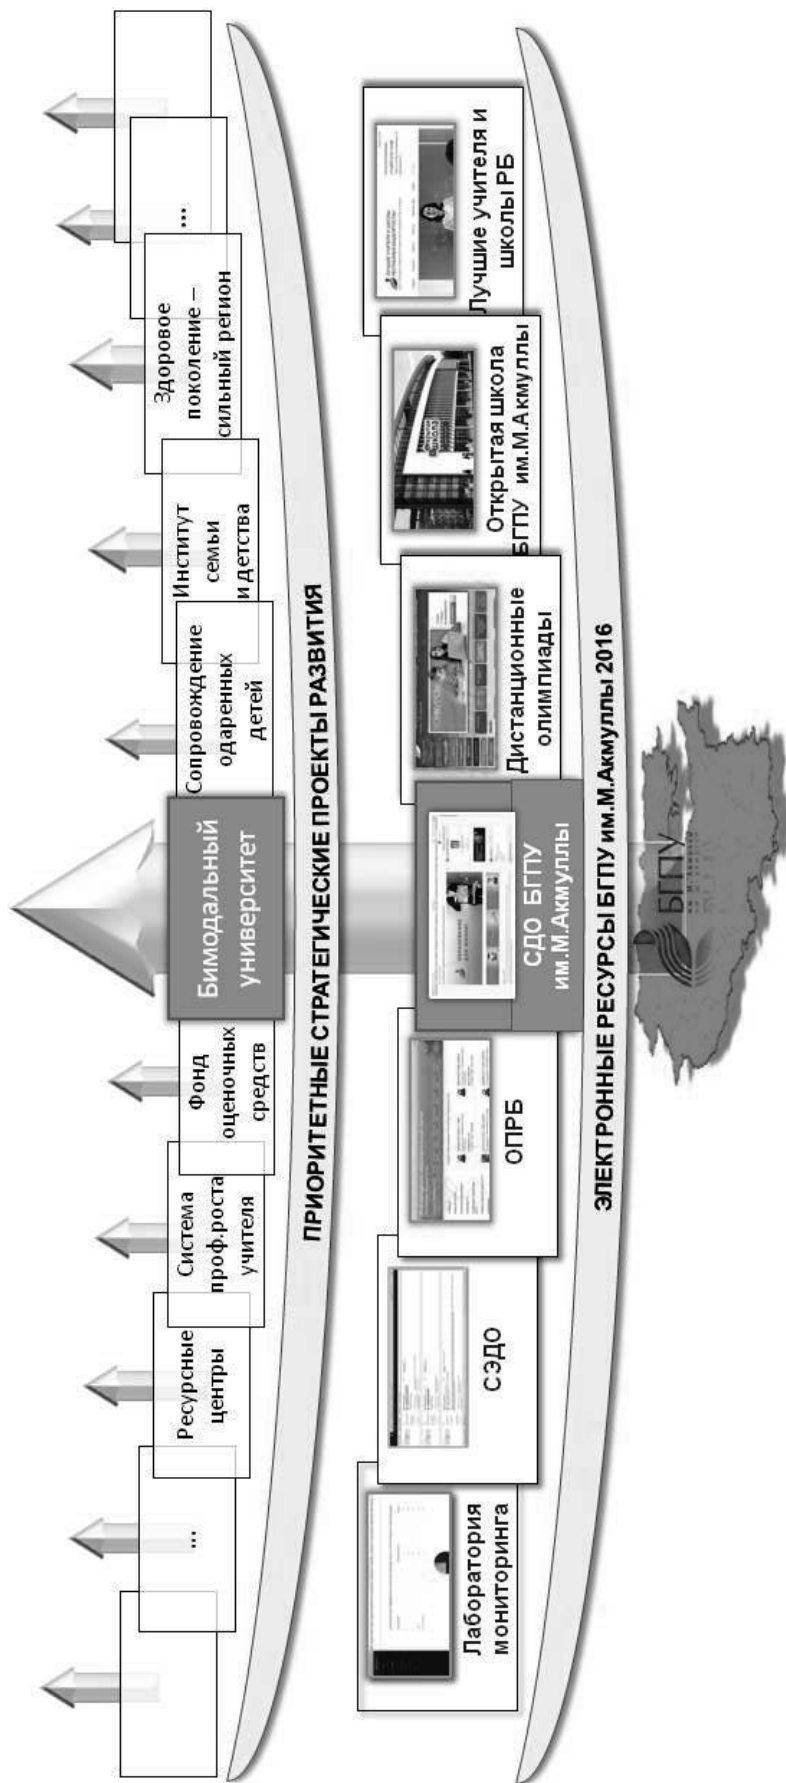 ...
Ресурсные
центры
Система
проф.роста
учителя
Фонд
оценочных
средств
Бимодальный
университет
Сопровождение
одаренных
детей
Институт
семьи
и детства
Здоровое
поколение –
сильный регион
...
ПРИОРИТЕТНЫЕ СТРАТЕГИЧЕСКИЕ ПРОЕКТЫ РАЗВИТИЯ
Лаборатория
мониторинга
СЭДО
ОПРБ
СДО БГПУ
им.М.Акмуллы
Дистанционные
олимпиады
Открытая школа
БГПУ им.М.Акмуллы
Лучшие учителя и
школы РБ
ЭЛЕКТРОННЫЕ РЕСУРСЫ БГПУ им.М.Акмуллы 2016
БГПУ
им М. Акмуллы